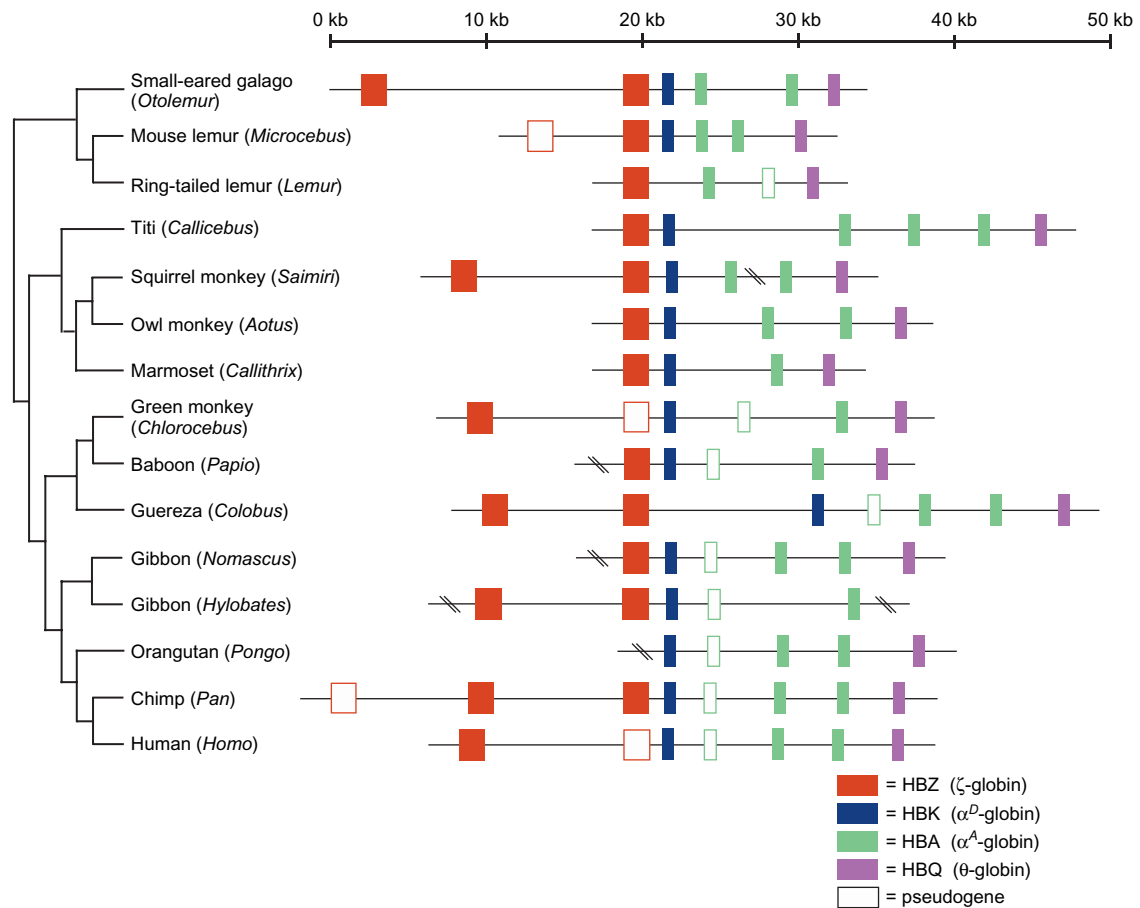 0 kb 10 kb 20 kb 30 kb 40 kb 50 kb
Small-eared galago
(Otolemur)
Mouse lemur (Microcebus)
Ring-tailed lemur (Lemur)
Titi (Callicebus)
Squirrel monkey (Saimiri)
Owl monkey (Aotus)
Marmoset (Callithrix)
Green monkey
(Chlorocebus)
Baboon (Papio)
Guereza (Colobus)
Gibbon (Nomascus)
Gibbon (Hylobates)
Orangutan (Pongo)
Chimp (Pan)
Human (Homo)
= HBZ (ζ-globin)
= HBK (αD-globin)
= HBA (αA-globin)
= HBQ (θ-globin)
= pseudogene